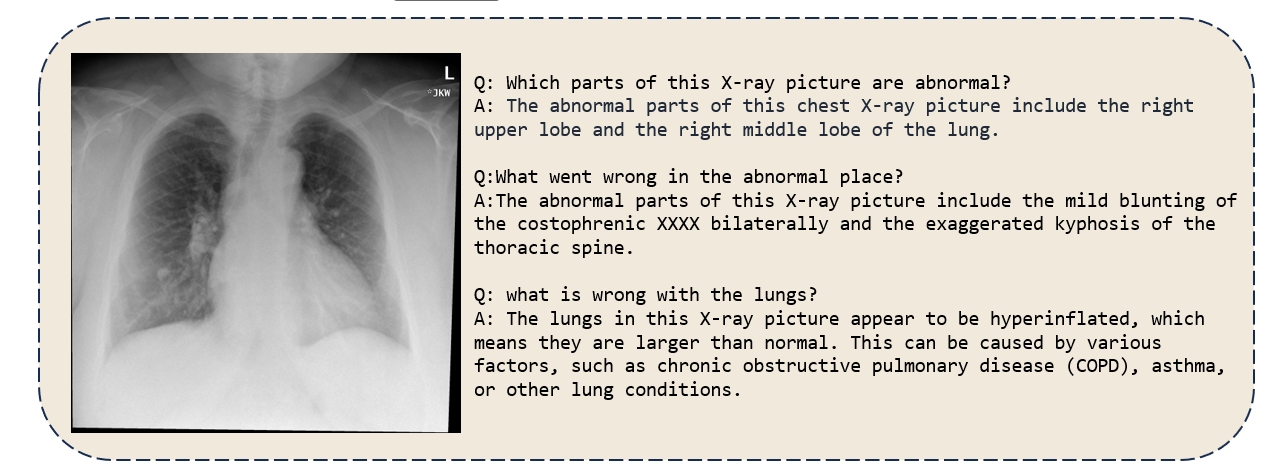 L
☆JKW
Q: Which parts of this X-ray picture are abnormal?
A: The abnormal parts of this chest X-ray picture include the right
upper lobe and the right middle lobe of the lung.
Q:What went wrong in the abnormal place?
A:The abnormal parts of this X-ray picture include the mild blunting of
the costophrenic XXXX bilaterally and the exaggerated kyphosis of the
thoracic spine.
Q: what is wrong with the lungs?
A: The lungs in this X-ray picture appear to be hyperinflated, which
means they are larger than normal. This can be caused by various
factors, such as chronic obstructive pulmonary disease (COPD), asthma,
or other lung conditions.